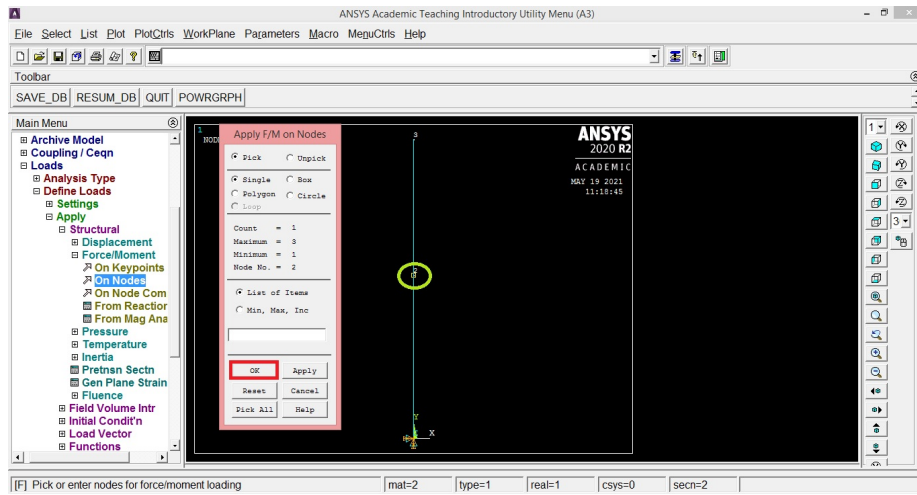 ANSYS Academic Teaching Introductory Utility Menu (A3)
File Select List Plot PlotCtrls WorkPlane Parameters Macro MenuCtrls Help
Toolbar
SAVE_DB RESUM_DB QUIT POWRGRPH
Main Menu
Archive Model
Coupling / Ceqn
Loads
Analysis Type
Define Loads
Settings
Apply
Structural
Displacement
Force/Moment
On Keypoints
On Nodes
On Node Com
From Reaction
From Mag Ana
Pressure
Temperature
Inertia
Pretnsn Sectn
Gen Plane Strain
Fluence
Field Volume Intr
Initial Condit'n
Load Vector
Functions
1
NODE
Apply F/M on Nodes
Pick Unpick
Single Box
Polygon Circle
Loop
Count = 1
Maximum = 3
Minimum = 1
Node No. = 2
List of Items
Min, Max, Inc
OK Apply
Reset Cancel
Pick All Help
3
2
Y
X
ANSYS
2020 R2
ACADEMIC
MAY 19 2021
11:18:45
1
3
[F] Pick or enter nodes for force/moment loading
mat=2 type=1 real=1 csys=0 secn=2